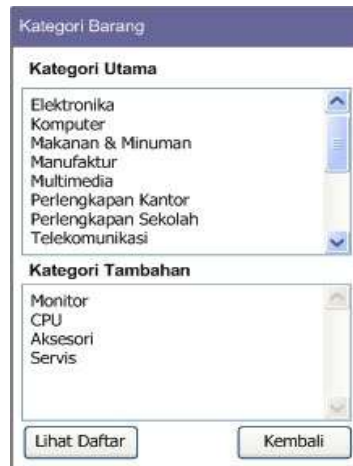 Kategori Barang
Kategori Utama
Elektronika
Komputer
Makanan & Minuman
Manufaktur
Multimedia
Perlengkapan Kantor
Perlengkapan Sekolah
Telekomunikasi
Kategori Tambahan
Monitor
CPU
Aksesori
Servis
Lihat Daftar
Kembali